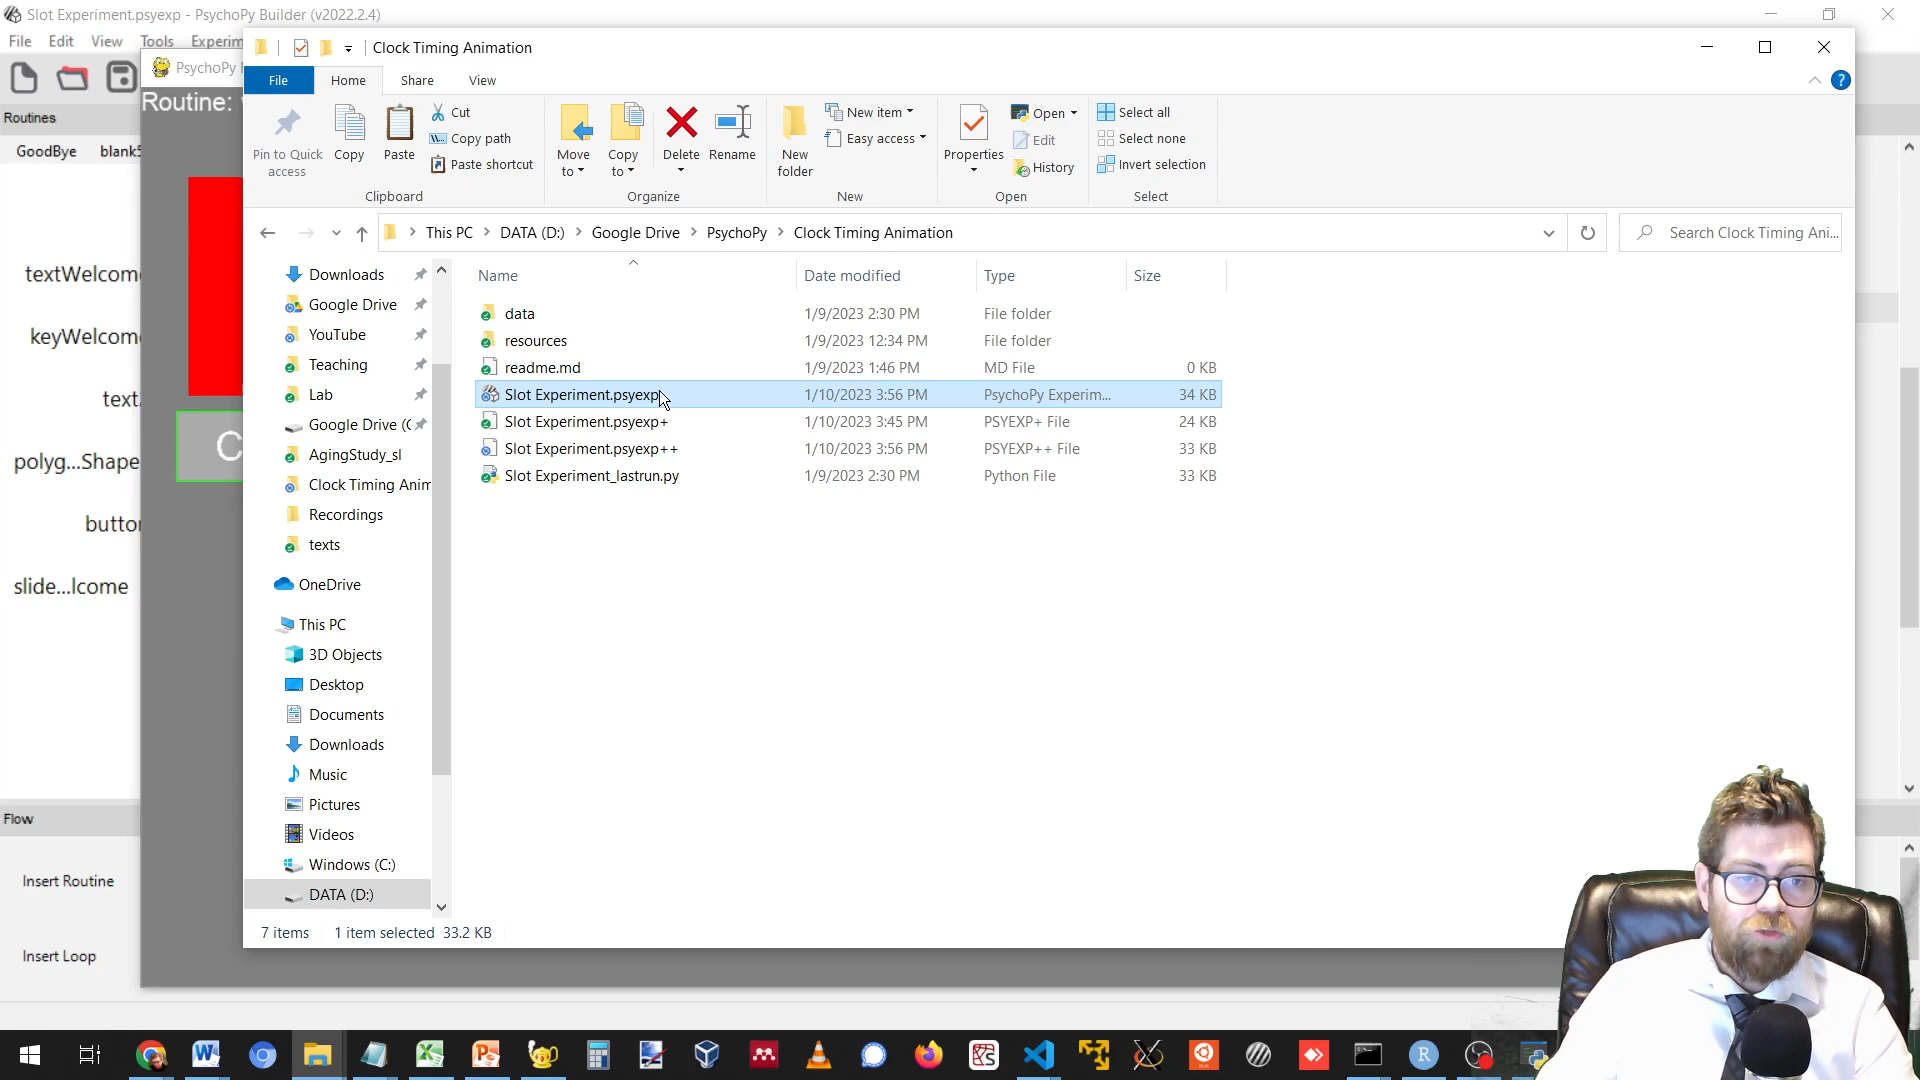 Slot Experiment.psyexp - PsychoPy Builder (v2022.2.4)
File Edit View Tools Experim
Clock Timing Animation
PsychoPy
File Home Share View
Routine:
Routines
GoodBye blank5
textWelcome
keyWelcome
text
polyg...Shape
button
slide...lcome
C
Flow
Insert Routine
Insert Loop
Pin to Quick access
Copy
Paste
Cut
Copy path
Paste shortcut
Clipboard
Move to
Copy to
Delete
Rename
Organize
New folder
New item
Easy access
New
Properties
Open
Edit
History
Open
Select all
Select none
Invert selection
Select
This PC > DATA (D:) > Google Drive > PsychoPy > Clock Timing Animation
Search Clock Timing Ani...
Downloads
Google Drive
YouTube
Teaching
Lab
Google Drive (C
AgingStudy_sl
Clock Timing Anim
Recordings
texts
OneDrive
This PC
3D Objects
Desktop
Documents
Downloads
Music
Pictures
Videos
Windows (C:)
DATA (D:)
Name Date modified Type Size
data 1/9/2023 2:30 PM File folder
resources 1/9/2023 12:34 PM File folder
readme.md 1/9/2023 1:46 PM MD File 0 KB
Slot Experiment.psyexp 1/10/2023 3:56 PM PsychoPy Experim... 34 KB
Slot Experiment.psyexp+ 1/10/2023 3:45 PM PSYEXP+ File 24 KB
Slot Experiment.psyexp++ 1/10/2023 3:56 PM PSYEXP++ File 33 KB
Slot Experiment_lastrun.py 1/9/2023 2:30 PM Python File 33 KB
7 items 1 item selected 33.2 KB